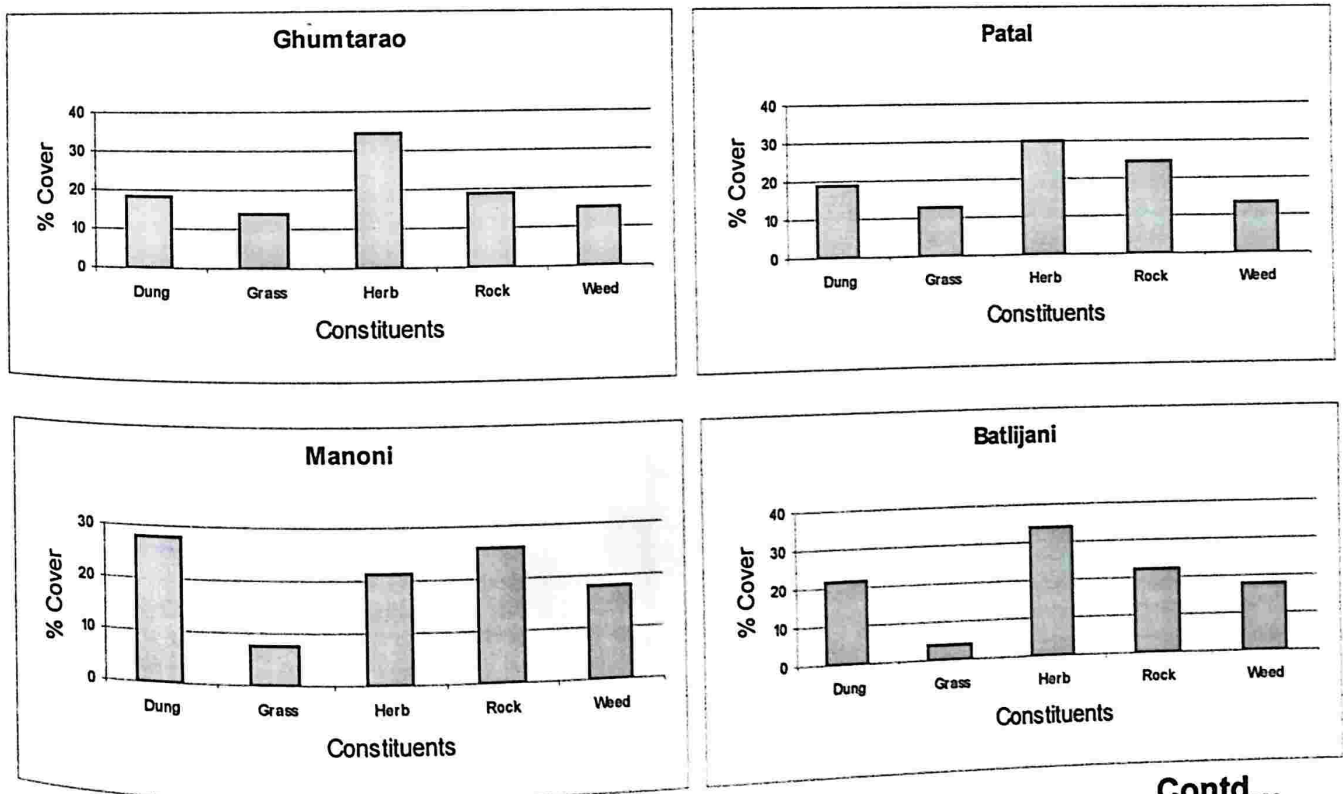 Ghumtarao
% Cover
40
30
20
10
0
Dung Grass Herb Rock Weed
Constituents
Patal
% Cover
40
30
20
10
0
Dung Grass Herb Rock Weed
Constituents
Manoni
% Cover
30
20
10
0
Dung Grass Herb Rock Weed
Constituents
Batlijani
% Cover
40
30
20
10
0
Dung Grass Herb Rock Weed
Constituents
Contd...